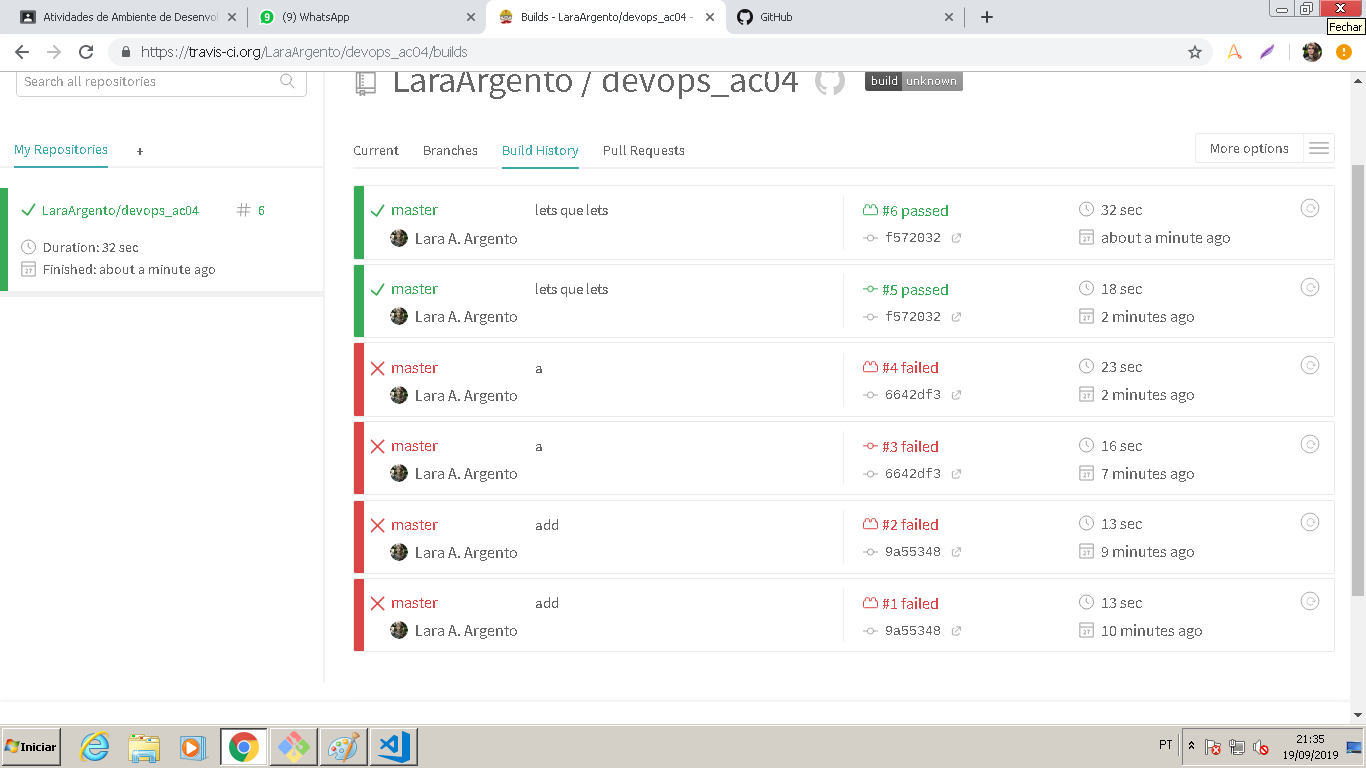 Atividades de Ambiente de Desenvol
(9) WhatsApp
Builds - LaraArgento/devops_ac04 -
GitHub
Fechar
https://travis-ci.org/LaraArgento/devops_ac04/builds
Search all repositories
LaraArgento / devops_ac04
build unknown
My Repositories +
Current Branches Build History Pull Requests
More options
LaraArgento/devops_ac04 # 6
Duration: 32 sec
Finished: about a minute ago
master lets que lets #6 passed 32 sec
Lara A. Argento f572032 about a minute ago
master lets que lets #5 passed 18 sec
Lara A. Argento f572032 2 minutes ago
master a #4 failed 23 sec
Lara A. Argento 6642df3 2 minutes ago
master a #3 failed 16 sec
Lara A. Argento 6642df3 7 minutes ago
master add #2 failed 13 sec
Lara A. Argento 9a55348 9 minutes ago
master add #1 failed 13 sec
Lara A. Argento 9a55348 10 minutes ago
Iniciar
PT
21:35
19/09/2019